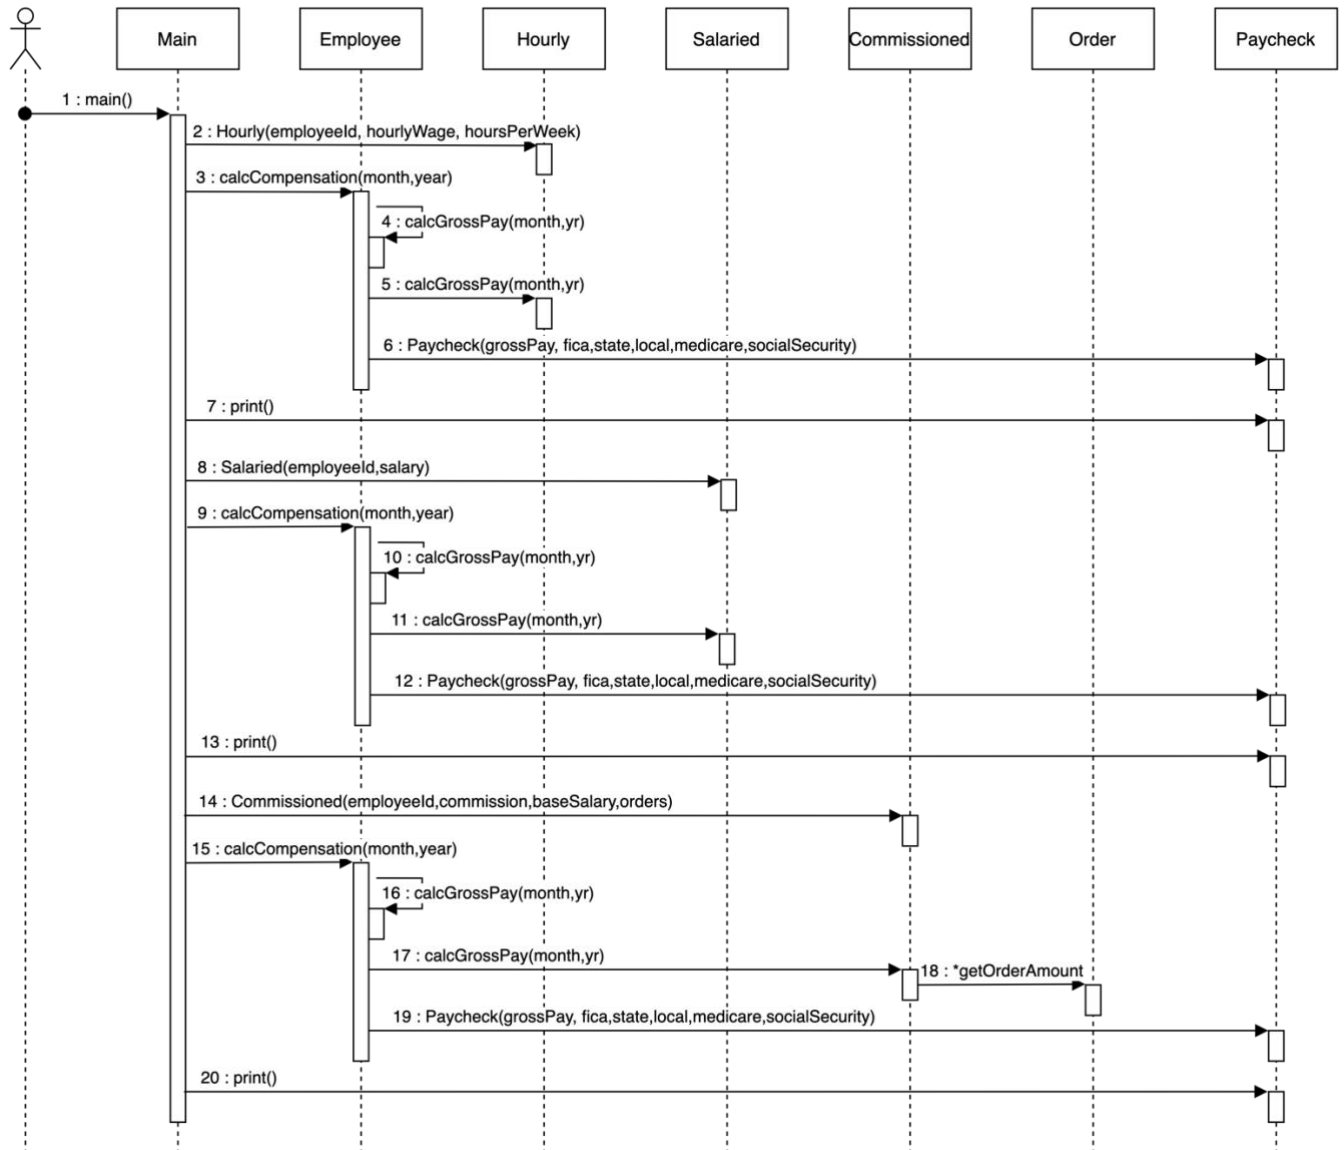 Main
Employee
Hourly
Salaried
Commissioned
Order
Paycheck
1 : main()
2 : Hourly(employeeId, hourlyWage, hoursPerWeek)
3 : calcCompensation(month,year)
4 : calcGrossPay(month,yr)
5 : calcGrossPay(month,yr)
6 : Paycheck(grossPay, fica,state,local,medicare,socialSecurity)
7 : print()
8 : Salaried(employeeId,salary)
9 : calcCompensation(month,year)
10 : calcGrossPay(month,yr)
11 : calcGrossPay(month,yr)
12 : Paycheck(grossPay, fica,state,local,medicare,socialSecurity)
13 : print()
14 : Commissioned(employeeId,commission,baseSalary,orders)
15 : calcCompensation(month,year)
16 : calcGrossPay(month,yr)
17 : calcGrossPay(month,yr)
18 : *getOrderAmount
19 : Paycheck(grossPay, fica,state,local,medicare,socialSecurity)
20 : print()